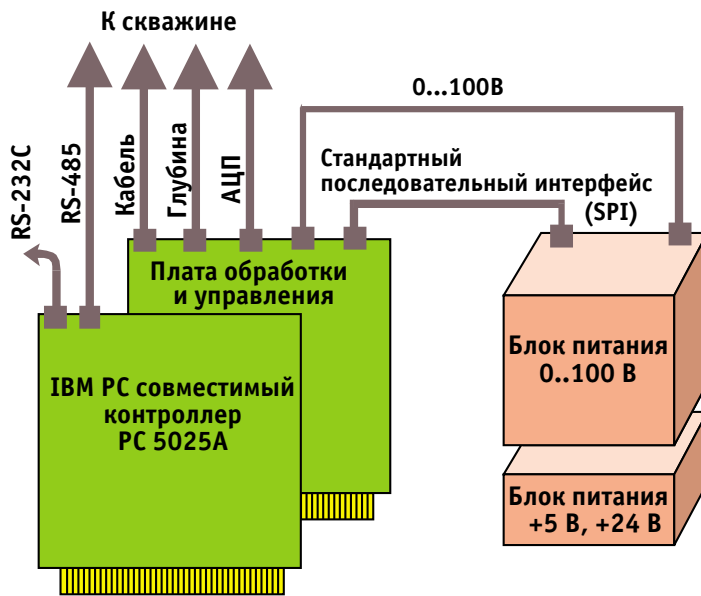 К скважине
0...100В
RS-232C
RS-485
Кабель
Глубина
АЦП
Стандартный
последовательный интерфейс
(SPI)
Плата обработки
и управления
IBM PC совместимый
контроллер
PC 5025A
Блок питания
0..100 В
Блок питания
+5 В, +24 В